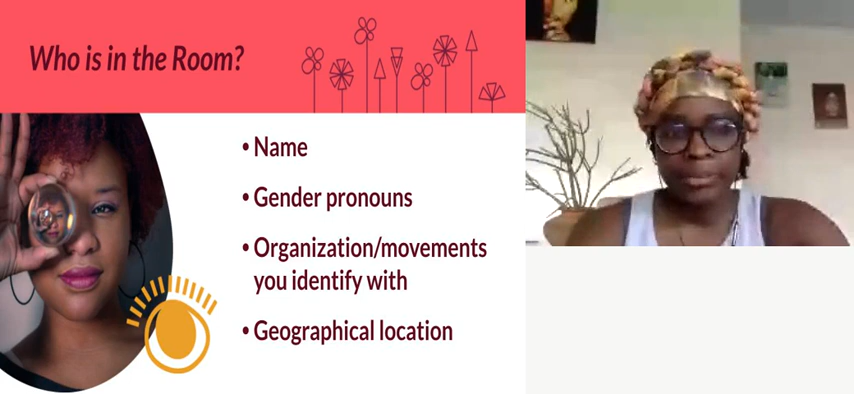 Who is in the Room?
• Name
• Gender pronouns
• Organization/movements
you identify with
• Geographical location